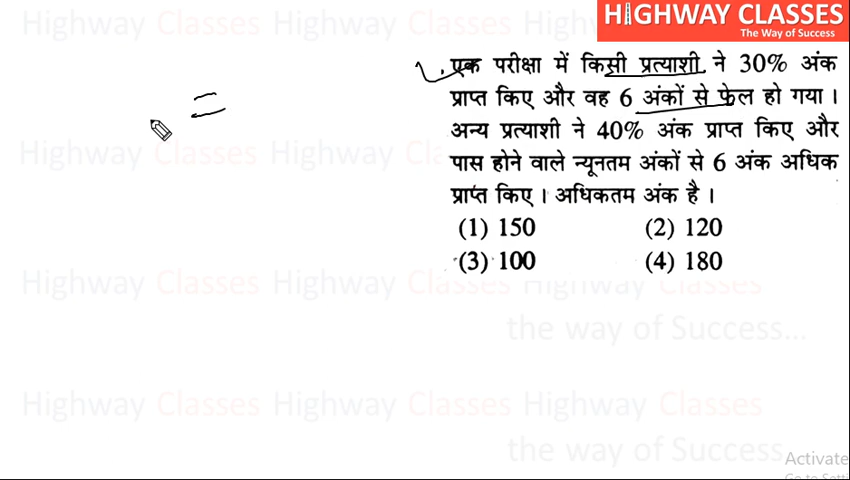 HIGHWAY CLASSES
The Way of Success
एक परीक्षा में किसी प्रत्याशी ने 30% अंक
प्राप्त किए और वह 6 अंकों से फेल हो गया।
अन्य प्रत्याशी ने 40% अंक प्राप्त किए और
पास होने वाले न्यूनतम अंकों से 6 अंक अधिक
प्राप्त किए। अधिकतम अंक है।
(1) 150 (2) 120
(3) 100 (4) 180
Highway Classes Highway Classes
Highway Classes Highway Classes
Highway Classes Highway Classes Highway Classes
the way of Success...
Highway Classes Highway Classes Highway Classes
the way of Success
Activate